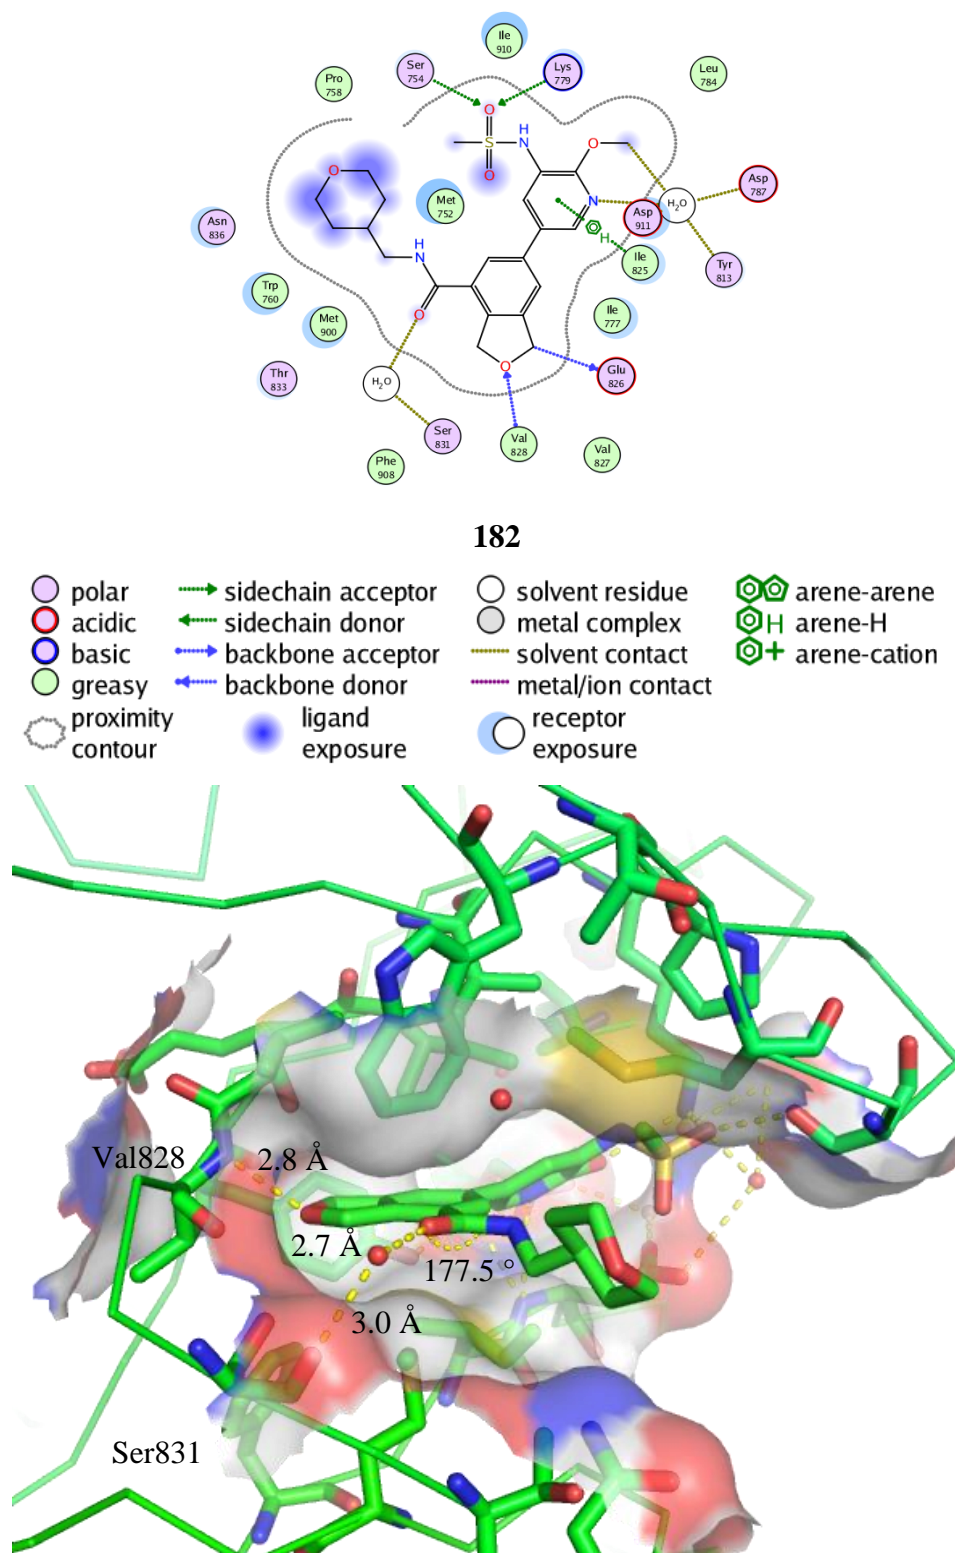 Ile
910
Ser
754
Lys
779
Leu
784
Pro
758
O
H
N
S
O
O
O
Asp
787
N
H₂O
Asp
911
Met
752
Asn
836
H
N
H
Ile
825
Tyr
813
Trp
760
Met
900
O
Ile
777
Thr
833
H₂O
O
Glu
826
Ser
831
Val
828
Val
827
Phe
908
182
polar sidechain acceptor solvent residue arene-arene
acidic sidechain donor metal complex H arene-H
basic backbone acceptor solvent contact + arene-cation
greasy backbone donor metal/ion contact
proximity ligand receptor
contour exposure exposure
Val828 2.8 Å
2.7 Å
177.5 °
3.0 Å
Ser831